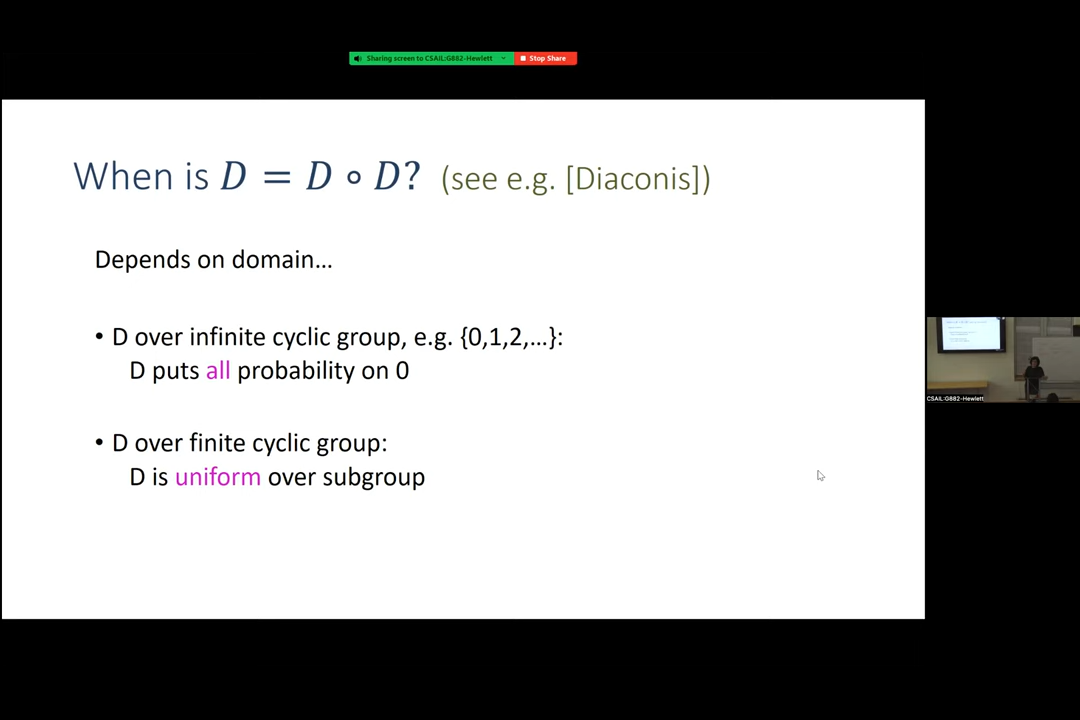 Sharing screen to CSAIL:G882-Hewlett
Stop Share
When is D = D ∘ D? (see e.g. [Diaconis])
Depends on domain...
• D over infinite cyclic group, e.g. {0,1,2,...}:
D puts all probability on 0
• D over finite cyclic group:
D is uniform over subgroup
CSAIL:G882-Hewlett